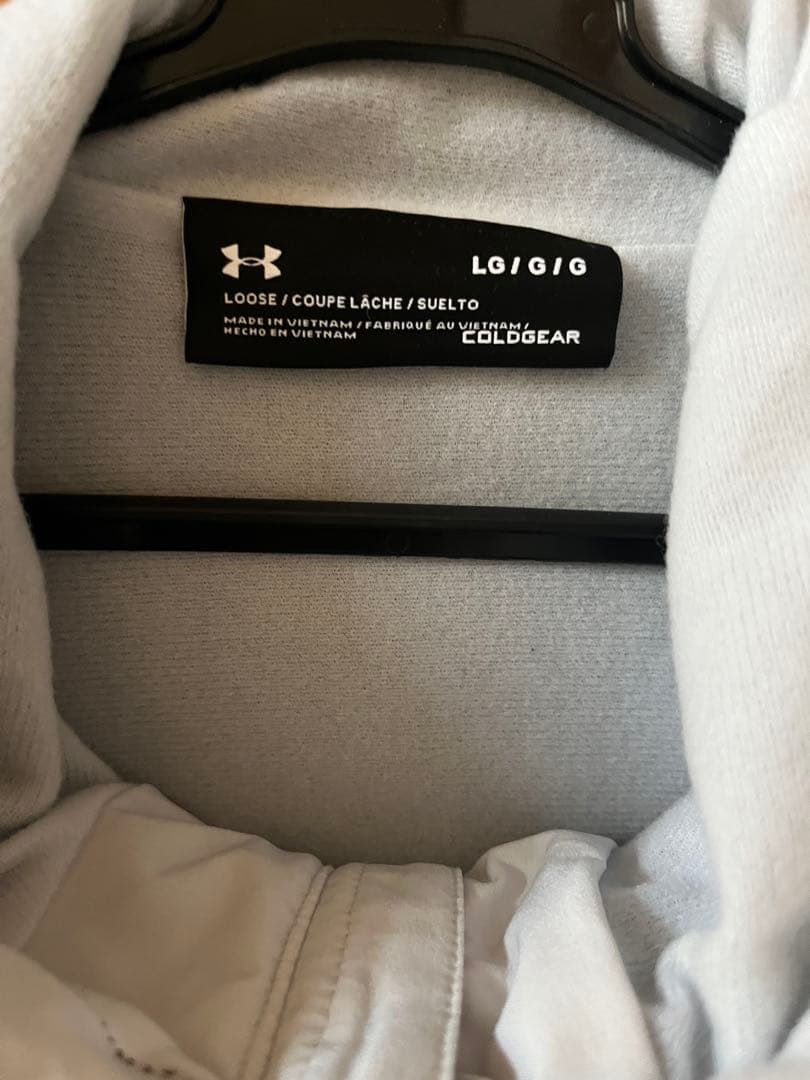 LG / G / G
LOOSE / COUPE LÂCHE / SUELTO
MADE IN VIETNAM / FABRIQUÉ AU VIETNAM /
HECHO EN VIETNAM
COLDGEAR